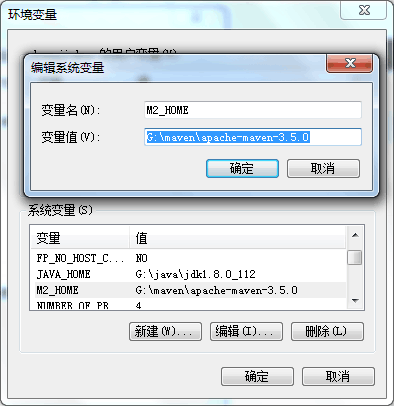 环境变量
的用户变量(U)
编辑系统变量
变量名(N):
M2_HOME
变量值(V):
G:\maven\apache-maven-3.5.0
确定
取消
系统变量(S)
变量
值
FP_NO_HOST_C...
NO
JAVA_HOME
G:\java\jdk1.8.0_112
M2_HOME
G:\maven\apache-maven-3.5.0
NUMBER_OF_PR...
4
新建(W)...
编辑(I)...
删除(L)
确定
取消